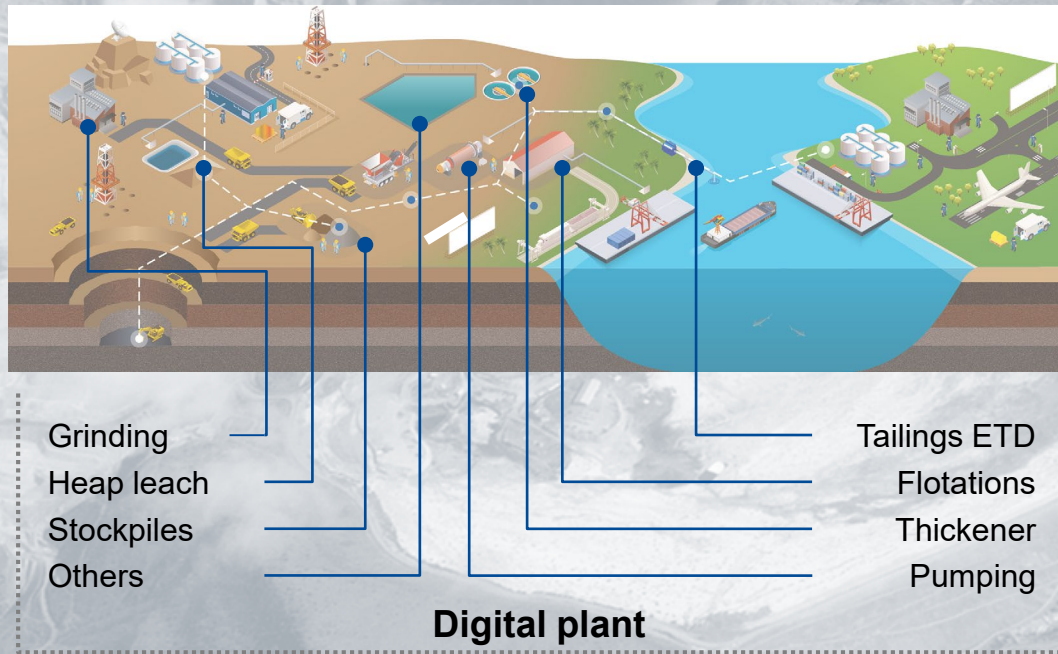 Grinding
Heap leach
Stockpiles
Others
Tailings ETD
Flotations
Thickener
Pumping
Digital plant